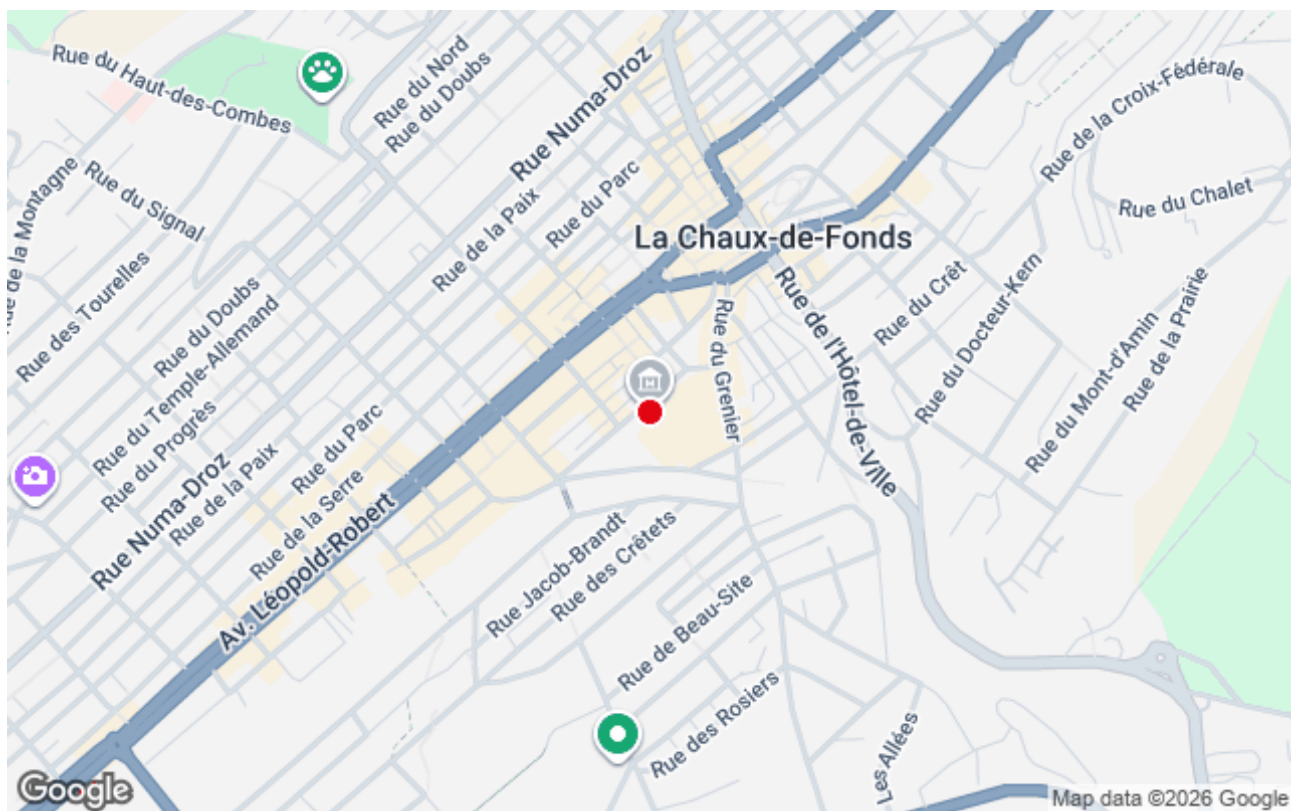 Rue du Haut-des-Combes
Rue du Nord
Rue du Doubs
Rue Numa-Droz
Rue de la Paix
Rue du Parc
Rue de la Croix-Fédérale
Rue du Chalet
Rue de la Montagne
Rue du Signal
Rue des Tourelles
La Chaux-de-Fonds
Rue du Doubs
Rue du Temple-Allemand
Rue du Progrès
Rue Numa-Droz
Rue de la Paix
Rue du Parc
Rue de la Serre
Av. Léopold-Robert
Rue du Grenier
Rue de l'Hôtel-de-Ville
Rue du Crêt
Rue du Docteur-Kern
Rue du Mont-d'Amin
Rue de la Prairie
Rue Jacob-Brandt
Rue des Crêtets
Rue de Beau-Site
Rue des Rosiers
Les Allées
Google
Map data ©2026 Google